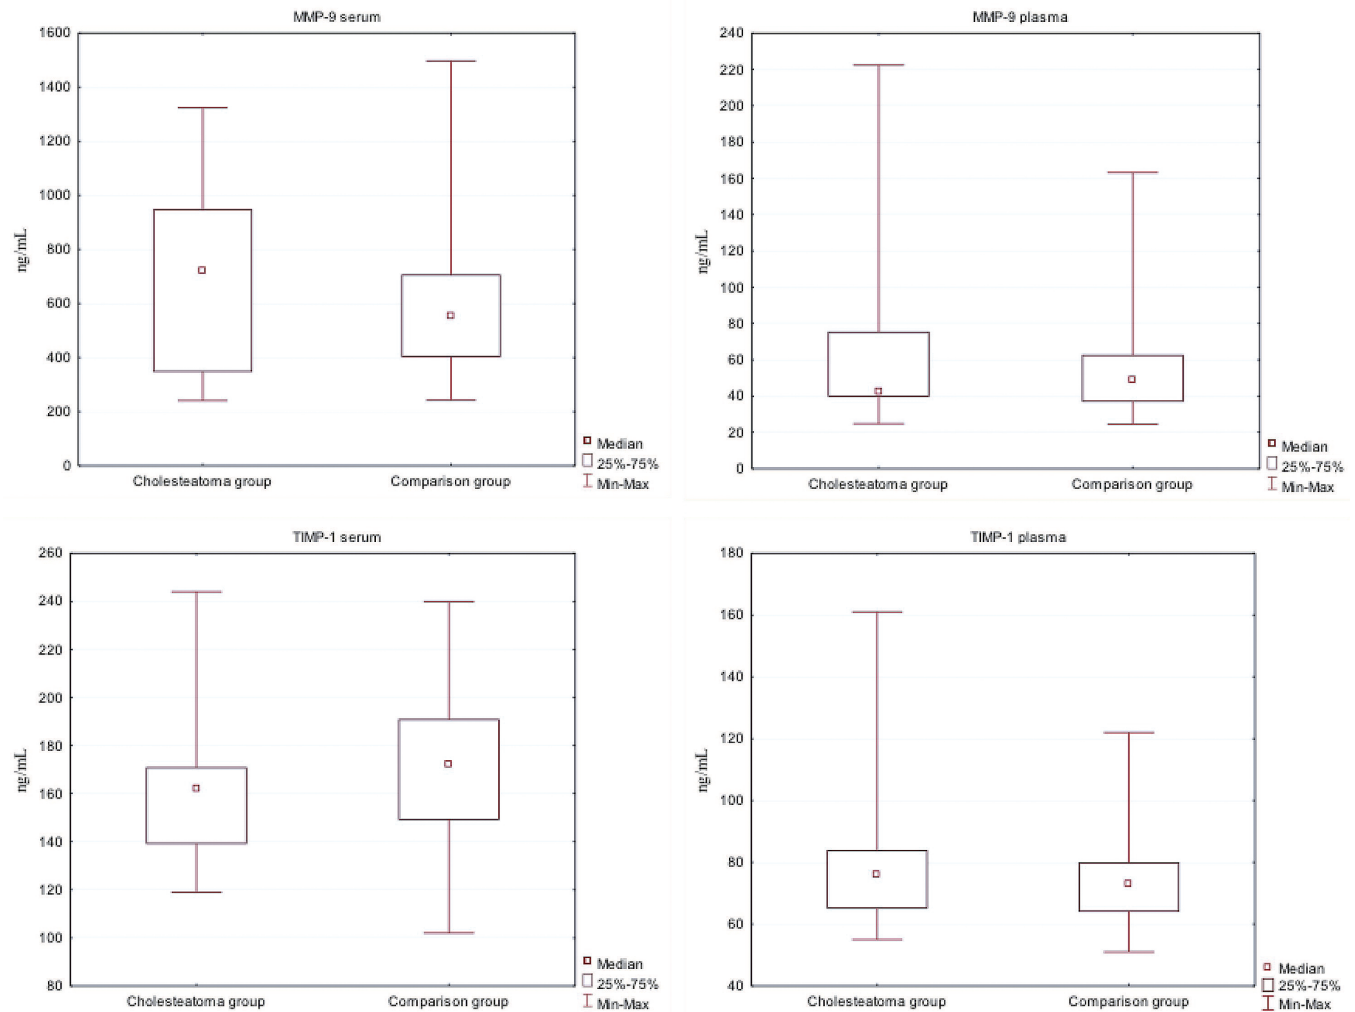 MMP-9 serum
1600
1400
1200
1000
800
600
400
200
0
ng/mL
Cholesteatoma group
Comparison group
Median
25%-75%
Min-Max
MMP-9 plasma
240
220
200
180
160
140
120
100
80
60
40
20
0
ng/mL
Cholesteatoma group
Comparison group
Median
25%-75%
Min-Max
TIMP-1 serum
260
240
220
200
180
160
140
120
100
80
ng/mL
Cholesteatoma group
Comparison group
Median
25%-75%
Min-Max
TIMP-1 plasma
180
160
140
120
100
80
60
40
ng/mL
Cholesteatoma group
Comparison group
Median
25%-75%
Min-Max